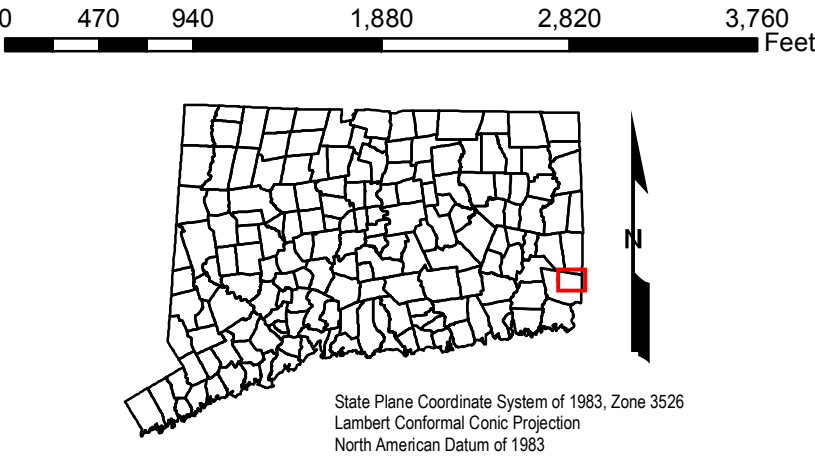 0 470 940 1,880 2,820 3,760
Feet
N
State Plane Coordinate System of 1983, Zone 3526
Lambert Conformal Conic Projection
North American Datum of 1983